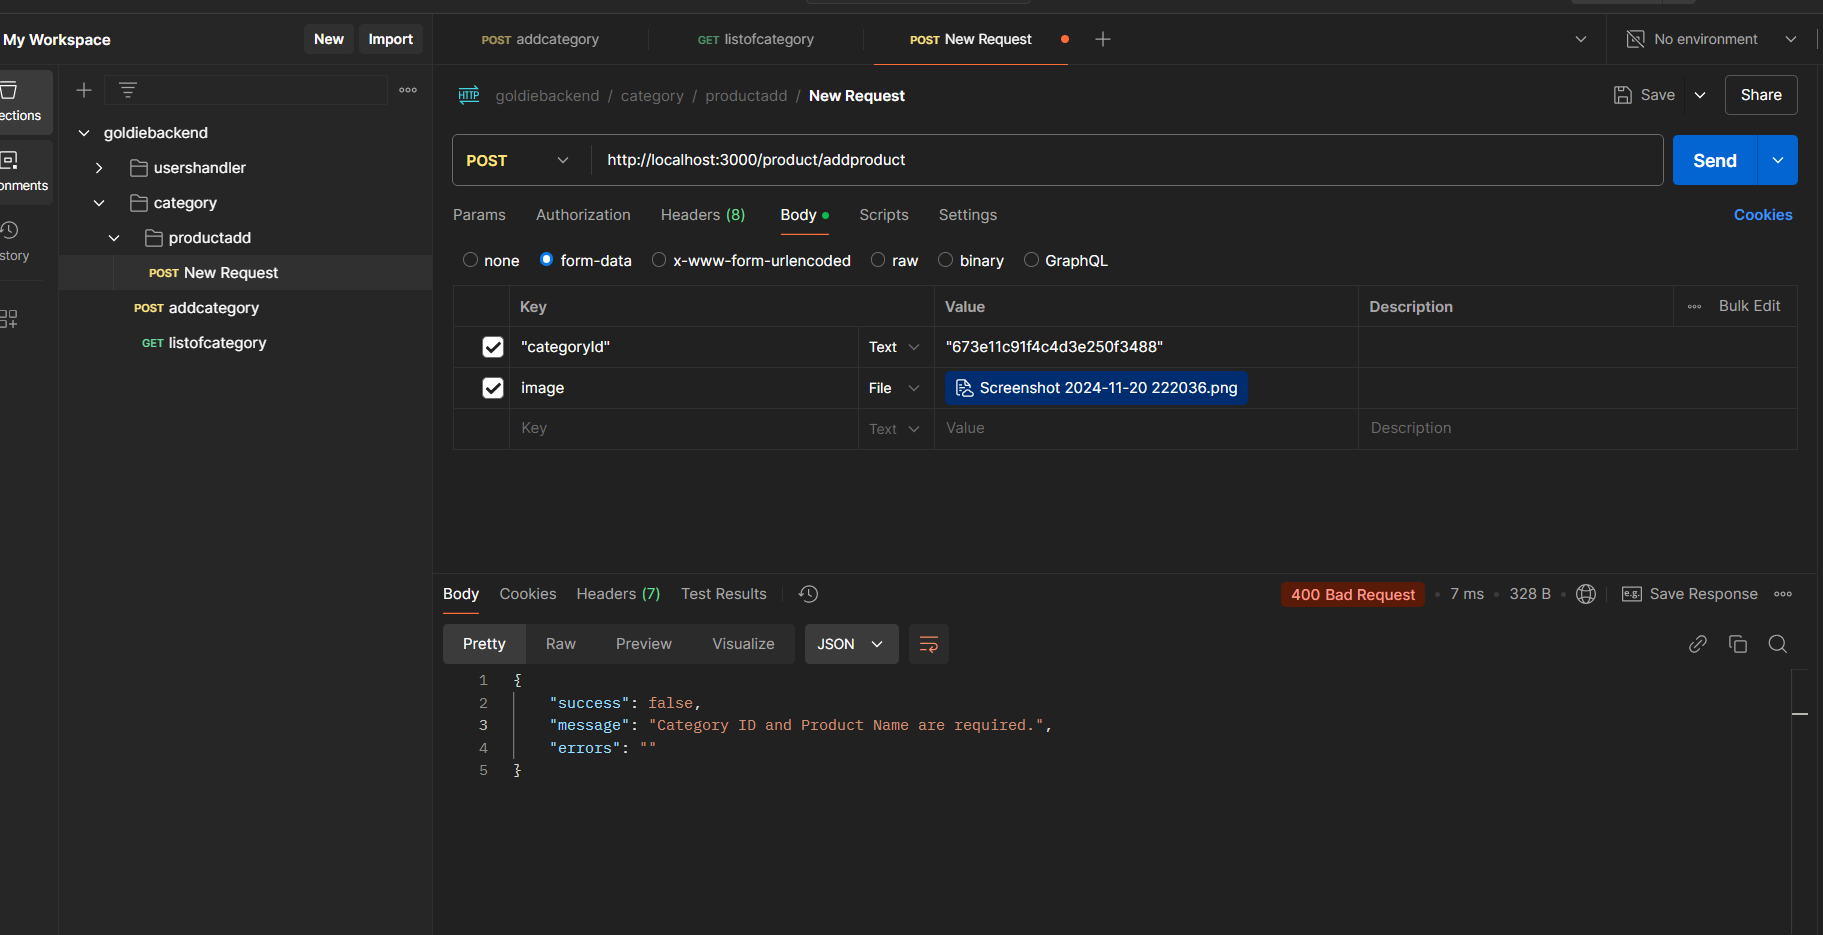 My Workspace
New
Import
POST addcategory
GET listofcategory
POST New Request
No environment
ections
onments
story
goldiebackend
usershandler
category
productadd
POST New Request
POST addcategory
GET listofcategory
HTTP goldiebackend / category / productadd / New Request
Save
Share
POST
http://localhost:3000/product/addproduct
Send
Params
Authorization
Headers (8)
Body
Scripts
Settings
Cookies
none
form-data
x-www-form-urlencoded
raw
binary
GraphQL
Key
Value
Description
Bulk Edit
"categoryId"
Text
"673e11c91f4c4d3e250f3488"
image
File
Screenshot 2024-11-20 222036.png
Key
Text
Value
Description
Body
Cookies
Headers (7)
Test Results
400 Bad Request
7 ms
328 B
e.g.
Save Response
Pretty
Raw
Preview
Visualize
JSON
1 {
2 "success": false,
3 "message": "Category ID and Product Name are required.",
4 "errors": ""
5 }